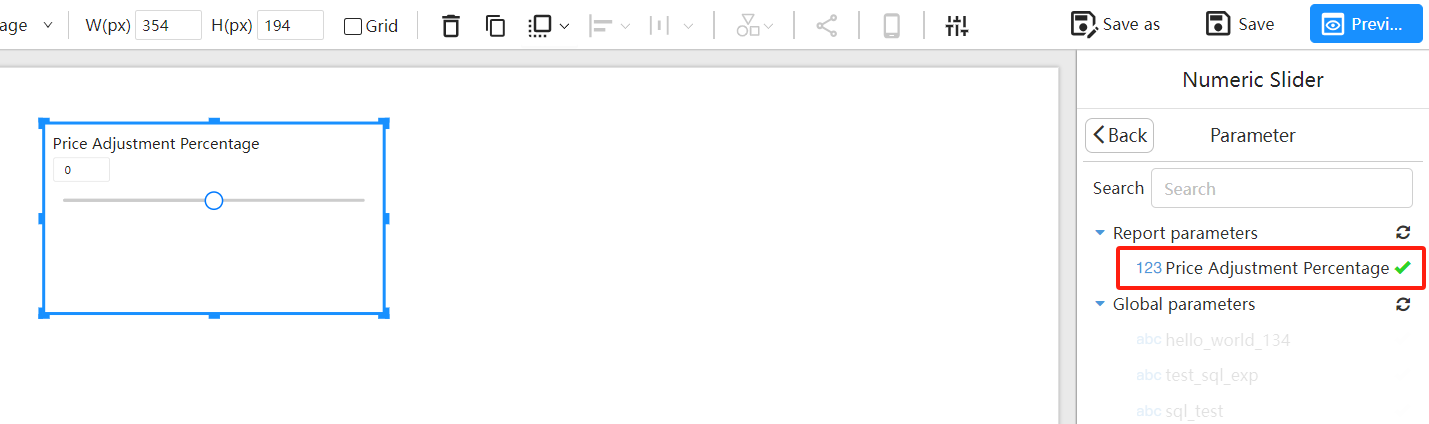 age W(px) 354 H(px) 194 Grid Save as Save Previ...
Numeric Slider
Back Parameter
Price Adjustment Percentage
0
Search Search
Report parameters
123 Price Adjustment Percentage
Global parameters
abc hello_world_134
abc test_sql_exp
abc sql_test